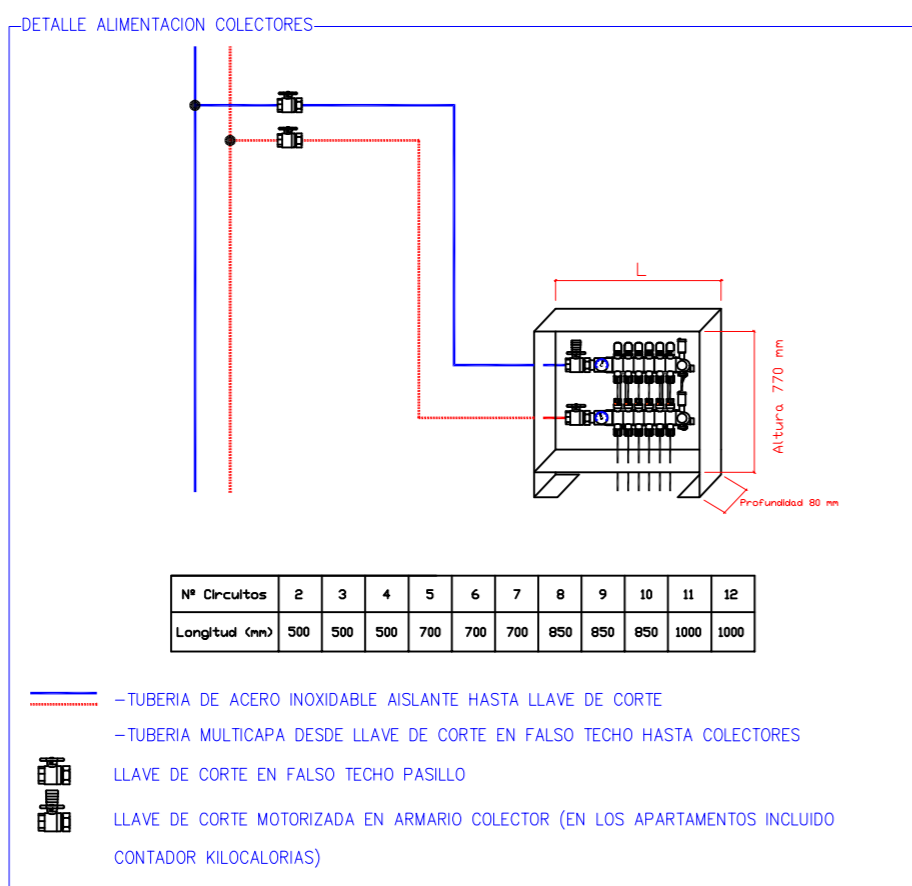 DETALLE ALIMENTACION COLECTORES
L
Altura 770 mm
Profundidad 80 mm
Nº Circuitos 2 3 4 5 6 7 8 9 10 11 12
Longitud (mm) 500 500 500 700 700 700 850 850 850 1000 1000
-TUBERIA DE ACERO INOXIDABLE AISLANTE HASTA LLAVE DE CORTE
-TUBERIA MULTICAPA DESDE LLAVE DE CORTE EN FALSO TECHO HASTA COLECTORES
LLAVE DE CORTE EN FALSO TECHO PASILLO
LLAVE DE CORTE MOTORIZADA EN ARMARIO COLECTOR (EN LOS APARTAMENTOS INCLUIDO
CONTADOR KILOCALORIAS)